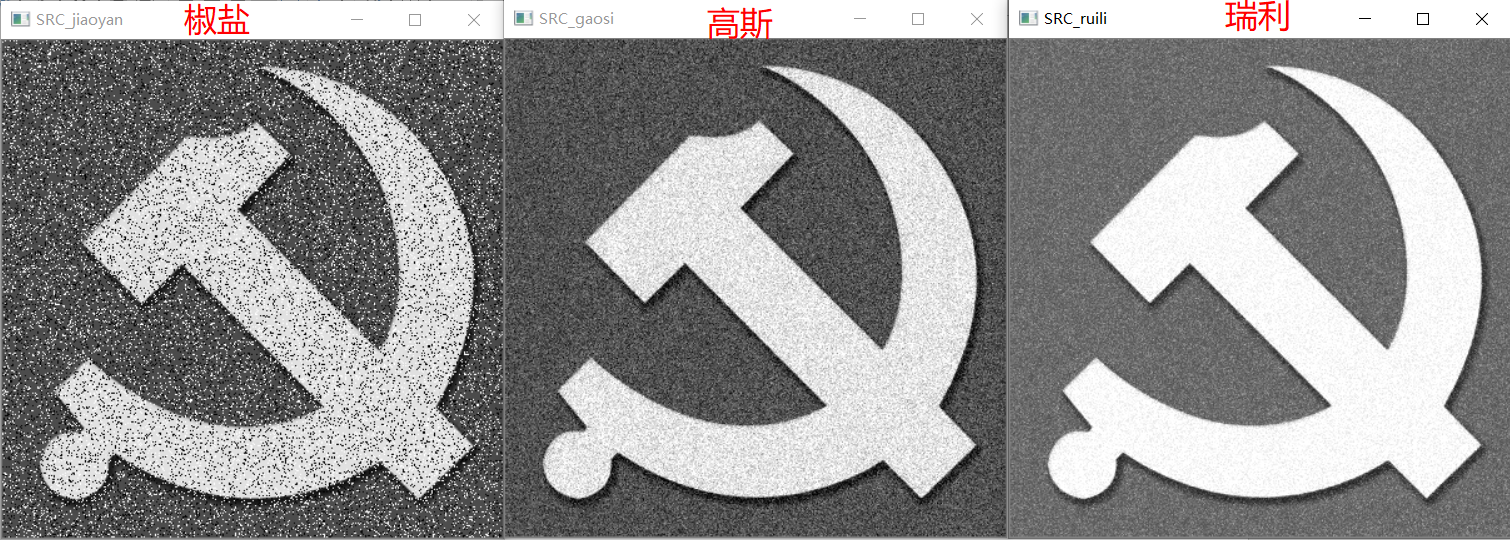 SRC_jiaoyan
椒盐
SRC_gaosi
高斯
SRC_ruili
瑞利